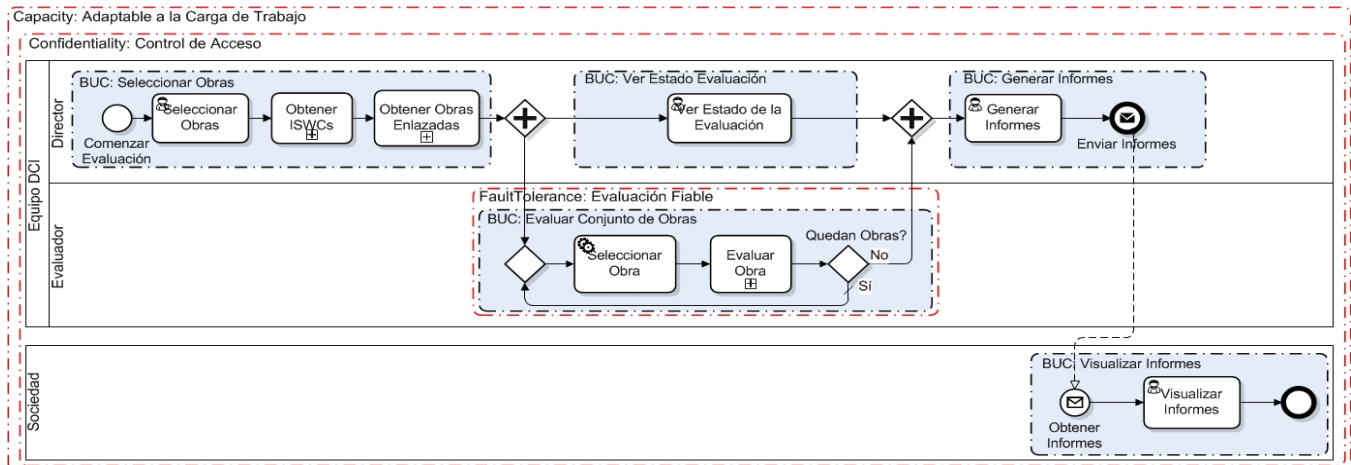 Capacity: Adaptable a la Carga de Trabajo
Confidentiality: Control de Acceso
Equipo DCI
Director
BUC: Seleccionar Obras
Comenzar
Evaluación
Seleccionar
Obras
Obtener
ISWCs
Obtener Obras
Enlazadas
BUC: Ver Estado Evaluación
Ver Estado de la
Evaluación
BUC: Generar Informes
Generar
Informes
Enviar Informes
Evaluador
FaultTolerance: Evaluación Fiable
BUC: Evaluar Conjunto de Obras
Seleccionar
Obra
Evaluar
Obra
Quedan Obras?
No
Sí
Sociedad
BUC: Visualizar Informes
Obtener
Informes
Visualizar
Informes